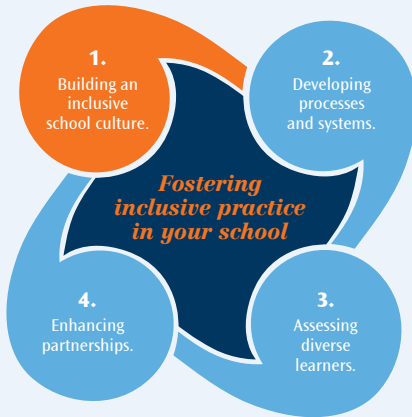 1.
Building an
inclusive
school culture.
2.
Developing
processes
and systems.
Fostering
inclusive practice
in your school
4.
Enhancing
partnerships.
3.
Assessing
diverse
learners.